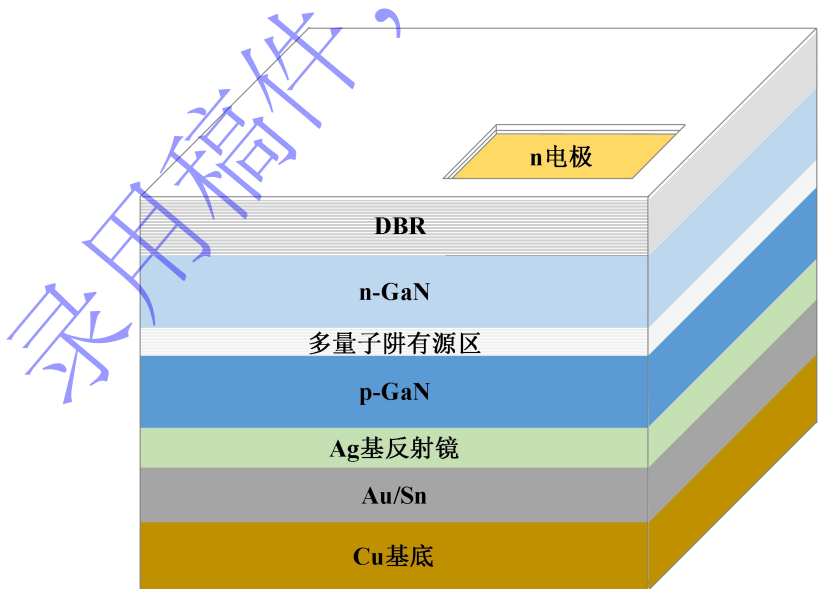 录用稿件，
n电极
DBR
n-GaN
多量子阱有源区
p-GaN
Ag基反射镜
Au/Sn
Cu基底